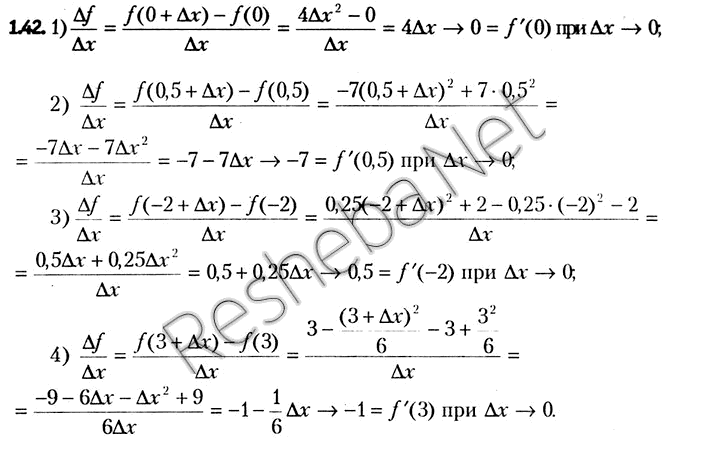 1.42. 1) Δf/Δx = (f(0 + Δx) − f(0))/Δx = (4Δx² − 0)/Δx = 4Δx → 0 = f′(0) при Δx → 0;
2) Δf/Δx = (f(0,5 + Δx) − f(0,5))/Δx = (−7(0,5 + Δx)² + 7 · 0,5²)/Δx =
= (−7Δx − 7Δx²)/Δx = −7 − 7Δx → −7 = f′(0,5) при Δx → 0;
3) Δf/Δx = (f(−2 + Δx) − f(−2))/Δx = (0,25(−2 + Δx)² + 2 − 0,25 · (−2)² − 2)/Δx =
= (0,5Δx + 0,25Δx²)/Δx = 0,5 + 0,25Δx → 0,5 = f′(−2) при Δx → 0;
4) Δf/Δx = (f(3 + Δx) − f(3))/Δx = (3 − (3 + Δx)²/6 − 3 + 3²/6)/Δx =
= (−9 − 6Δx − Δx² + 9)/6Δx = −1 − 1/6 Δx → −1 = f′(3) при Δx → 0.
Resheba.Net